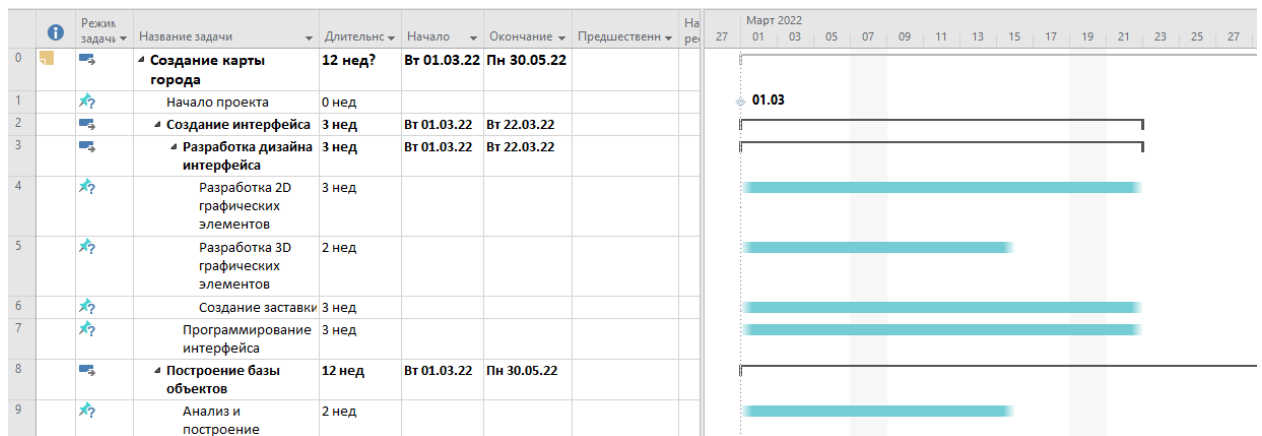 Режим задачи Название задачи Длительнс Начало Окончание Предшественн На рес
Март 2022
27 01 03 05 07 09 11 13 15 17 19 21 23 25 27
0 Создание карты города 12 нед? Вт 01.03.22 Пн 30.05.22
1 Начало проекта 0 нед 01.03
2 Создание интерфейса 3 нед Вт 01.03.22 Вт 22.03.22
3 Разработка дизайна интерфейса 3 нед Вт 01.03.22 Вт 22.03.22
4 Разработка 2D графических элементов 3 нед
5 Разработка 3D графических элементов 2 нед
6 Создание заставки 3 нед
7 Программирование интерфейса 3 нед
8 Построение базы объектов 12 нед Вт 01.03.22 Пн 30.05.22
9 Анализ и построение 2 нед